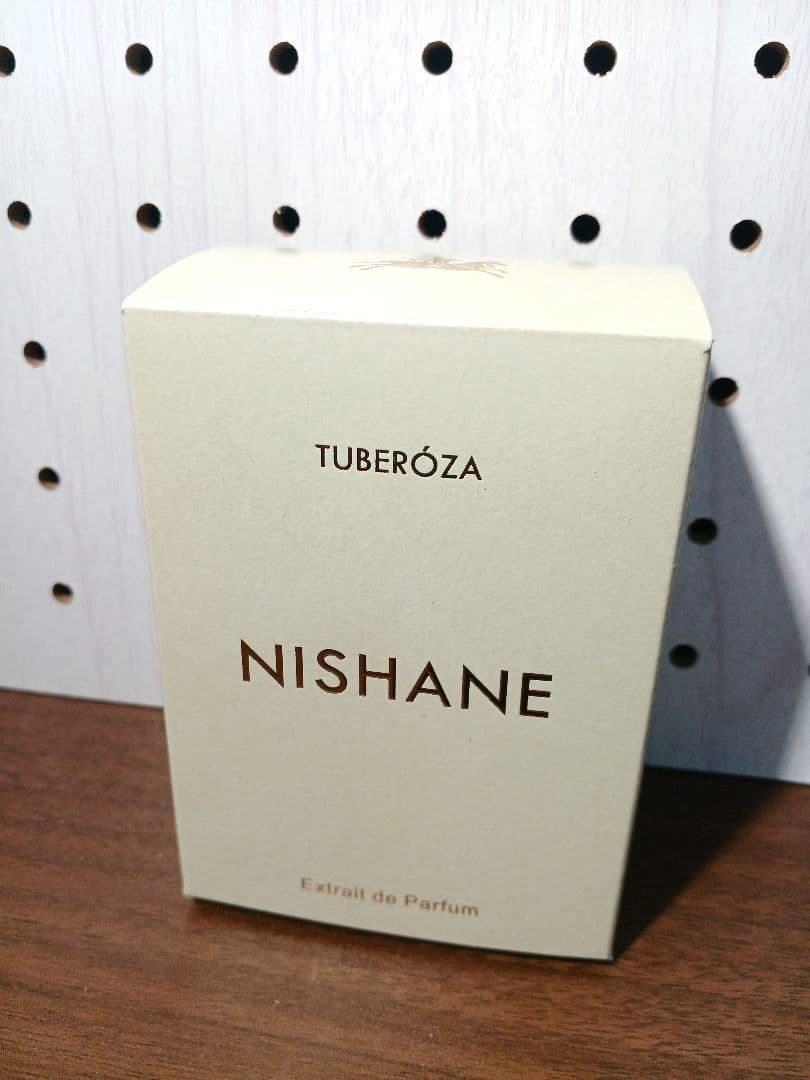 TUBERÓZA
NISHANE
Extrait de Parfum